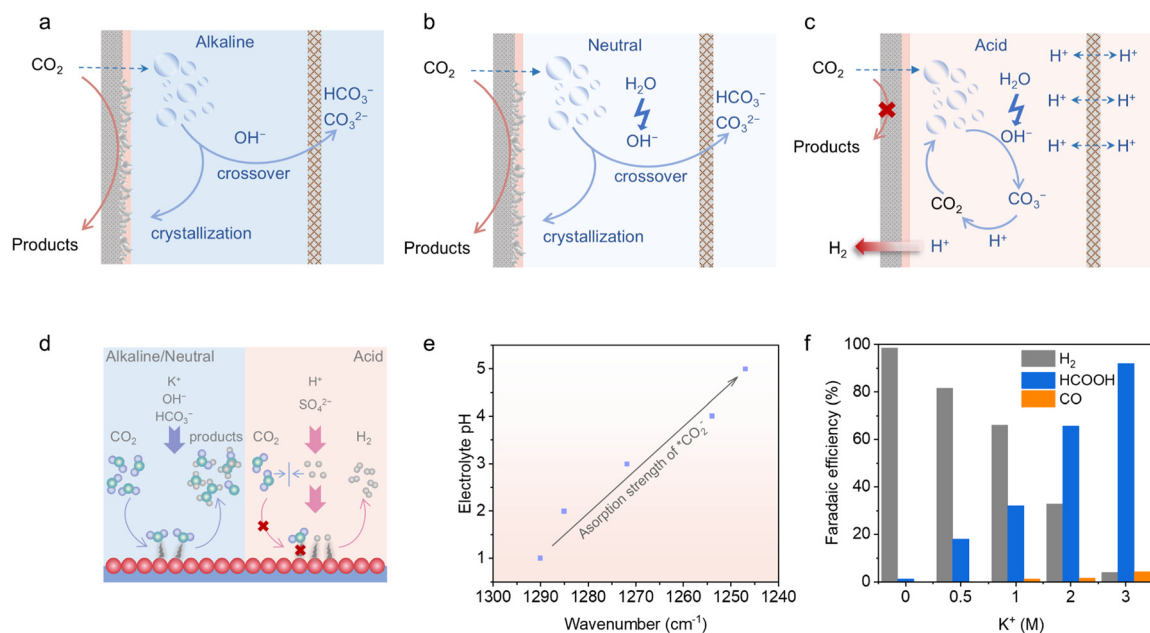 a
Alkaline
CO₂
HCO₃⁻
CO₃²⁻
OH⁻
crossover
crystallization
Products
b
Neutral
CO₂
H₂O
OH⁻
HCO₃⁻
CO₃²⁻
crossover
crystallization
Products
c
Acid
CO₂
H₂O
OH⁻
H⁺ H⁺
H⁺ H⁺
H⁺ H⁺
Products
CO₂
CO₃⁻
H⁺
H⁺
H₂
d
Alkaline/Neutral
K⁺
OH⁻
HCO₃⁻
CO₂
products
Acid
H⁺
SO₄²⁻
CO₂
H₂
e
Electrolyte pH
5
4
3
2
1
Asorption strength of *CO₂⁻
1300 1290 1280 1270 1260 1250 1240
Wavenumber (cm⁻¹)
f
Faradaic efficiency (%)
100
80
60
40
20
0
H₂
HCOOH
CO
0 0.5 1 2 3
K⁺ (M)